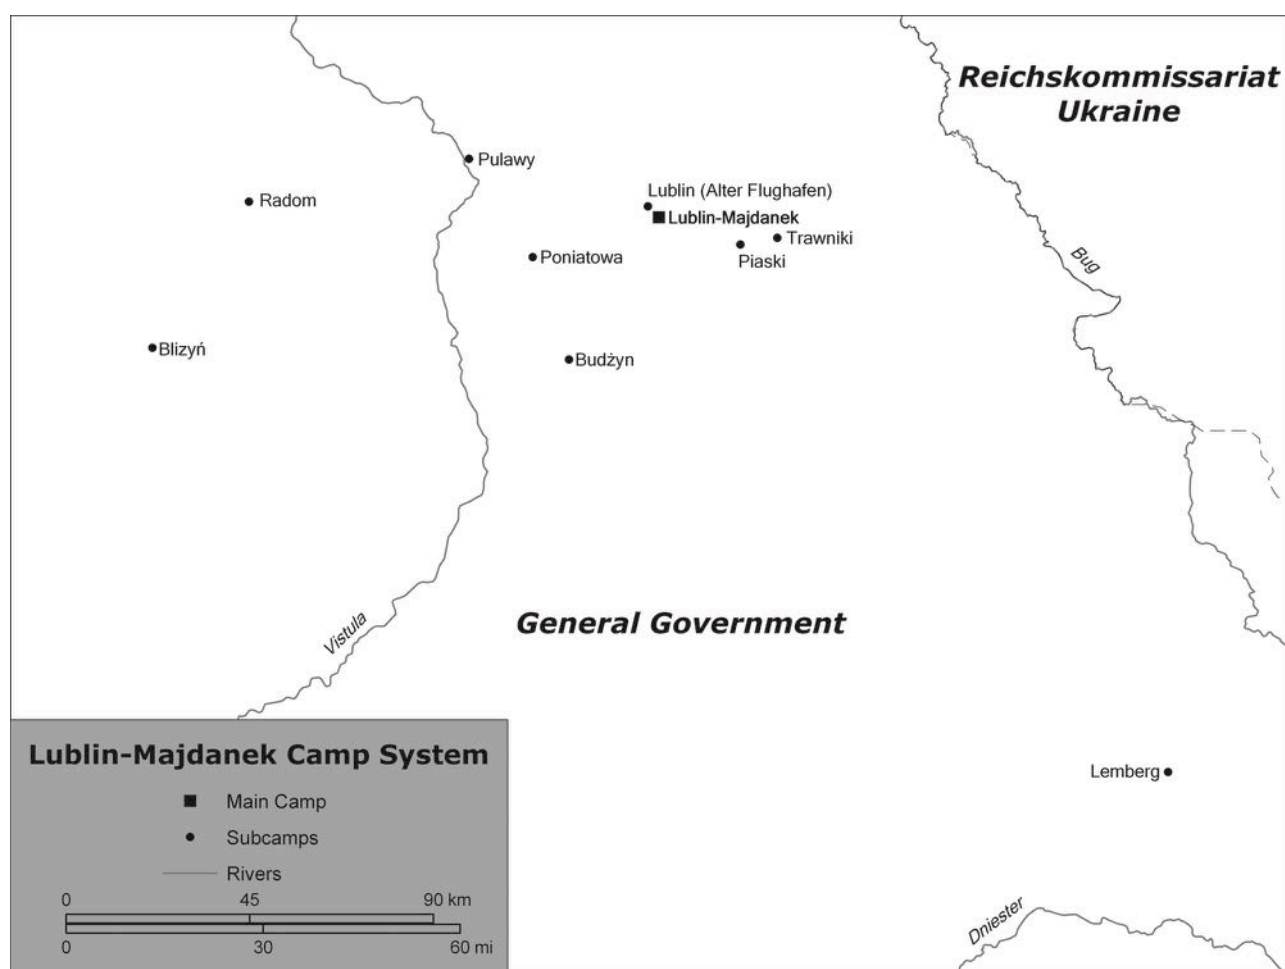 Reichskommissariat
Ukraine
Pulawy
Radom
Lublin (Alter Flughafen)
Lublin-Majdanek
Trawniki
Piaski
Poniatowa
Bug
Blizyń
Budżyn
Vistula
General Government
Lemberg
Dniester
Lublin-Majdanek Camp System
Main Camp
Subcamps
Rivers
0 45 90 km
0 30 60 mi